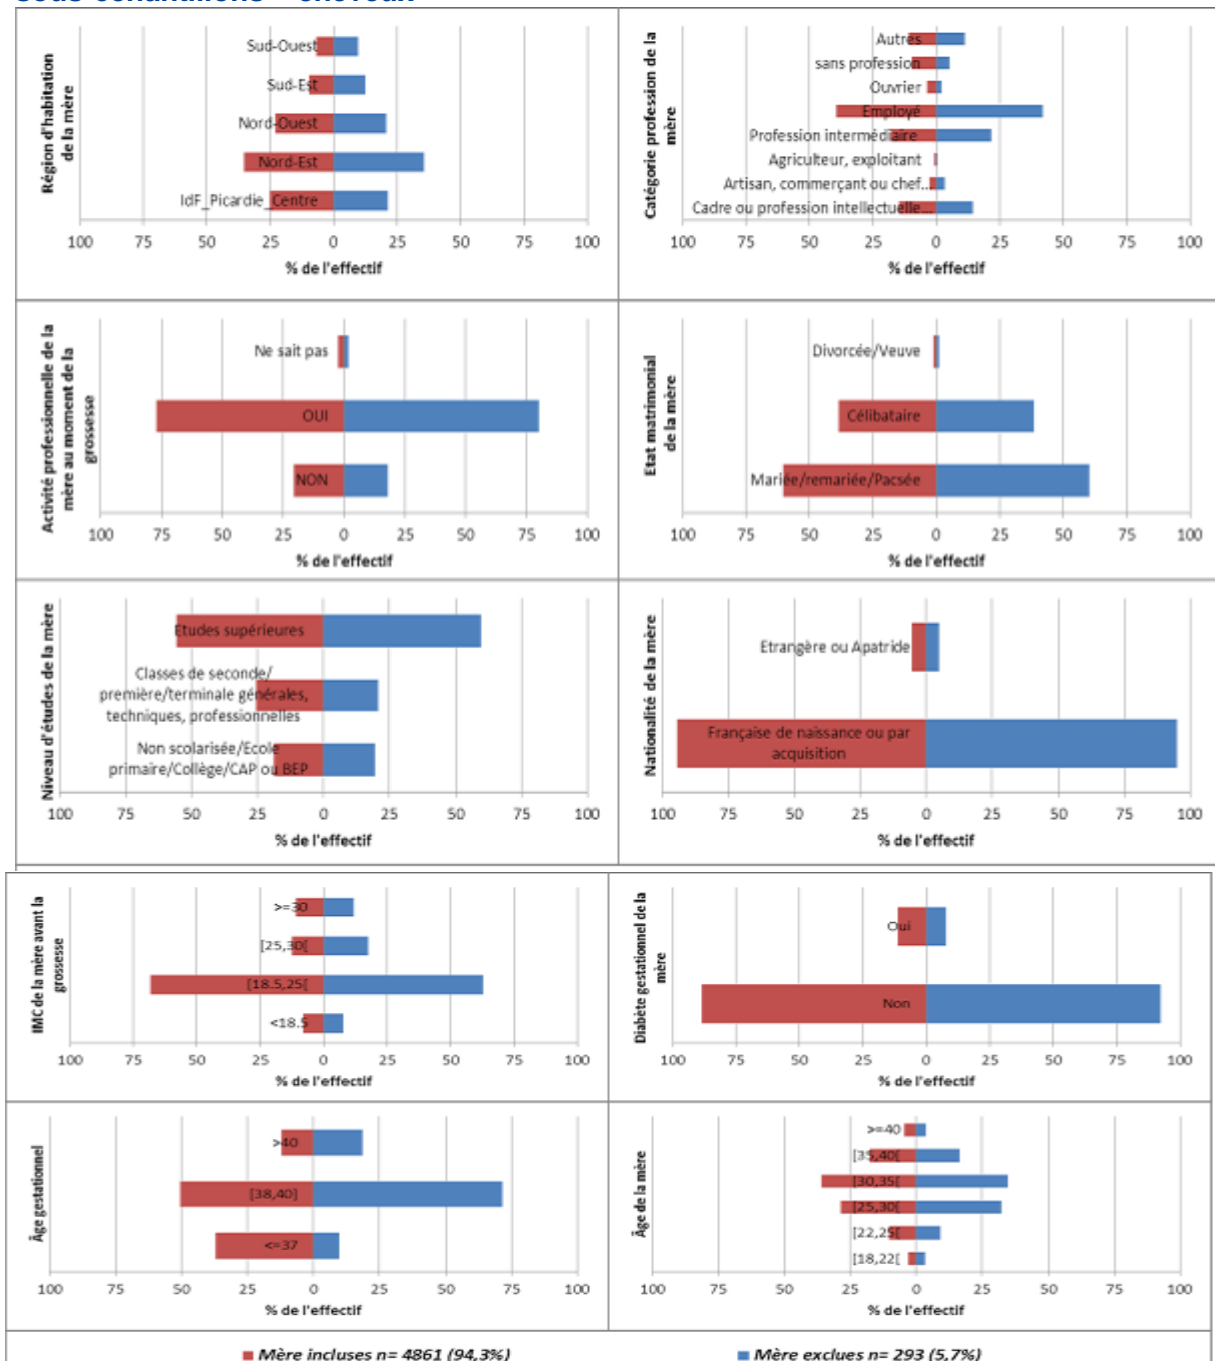 Sous-échantillons – cheveux
Région d'habitation
de la mère
Sud-Ouest
Sud-Est
Nord-Ouest
Nord-Est
IdF_Picardie_Centre
100 75 50 25 0 25 50 75 100
% de l'effectif
Catégorie profession de la
mère
Autres
sans profession
Ouvrier
Employé
Profession intermédiaire
Agriculteur, exploitant
Artisan, commerçant ou chef...
Cadre ou profession intellectuelle...
100 75 50 25 0 25 50 75 100
% de l'effectif
Activité professionnelle de la
mère au moment de la
grossesse
Ne sait pas
OUI
NON
100 75 50 25 0 25 50 75 100
% de l'effectif
Etat matrimonial
de la mère
Divorcée/Veuve
Célibataire
Mariée/remariée/Pacsée
100 75 50 25 0 25 50 75 100
% de l'effectif
Niveau d'études de la mère
Etudes supérieures
Classes de seconde/
première/terminale générales,
techniques, professionnelles
Non scolarisée/Ecole
primaire/Collège/CAP ou BEP
100 75 50 25 0 25 50 75 100
% de l'effectif
Nationalité de la mère
Etrangère ou Apatride
Française de naissance ou par
acquisition
100 75 50 25 0 25 50 75 100
% de l'effectif
IMC de la mère avant la
grossesse
>=30
[25,30[
[18.5,25[
<18.5
100 75 50 25 0 25 50 75 100
% de l'effectif
Diabète gestationnel de la
mère
Oui
Non
100 75 50 25 0 25 50 75 100
% de l'effectif
Âge gestationnel
>40
[38,40]
<=37
100 75 50 25 0 25 50 75 100
% de l'effectif
Âge de la mère
>=40
[35,40[
[30,35[
[25,30[
[22,25[
[18,22[
100 75 50 25 0 25 50 75 100
% de l'effectif
Mère incluses n= 4861 (94,3%)
Mère exclues n= 293 (5,7%)